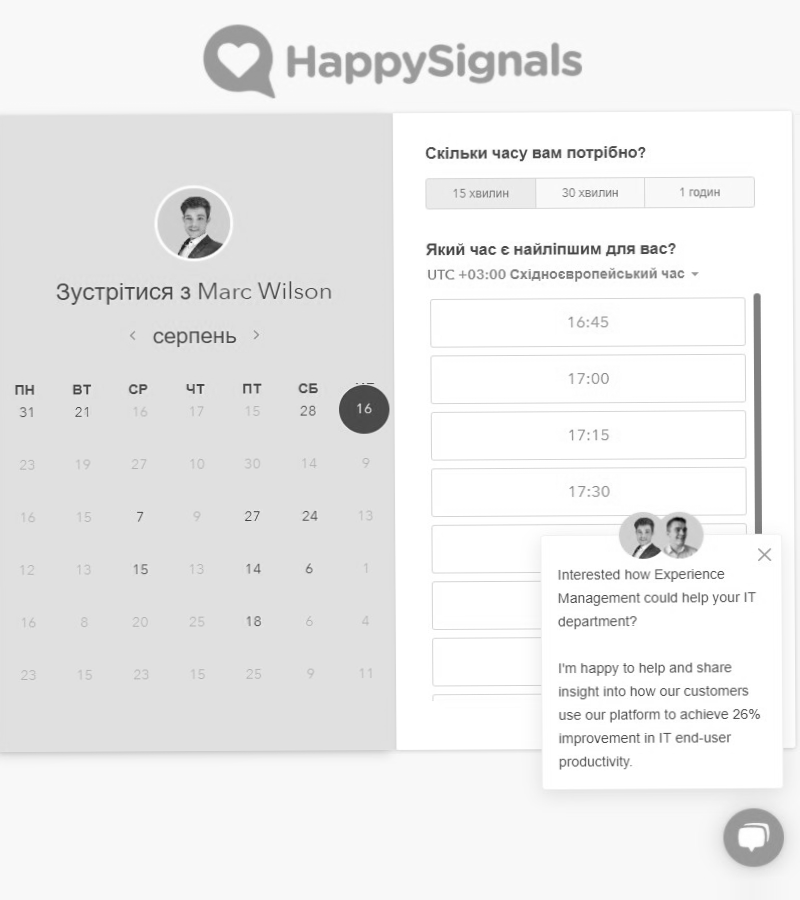 HappySignals
Зустрітися з Marc Wilson
серпень
ПН ВТ СР ЧТ ПТ СБ
31 21 16 17 15 28 16
23 19 27 10 30 14 9
16 15 7 9 27 24 13
12 13 15 13 14 6 1
16 8 20 25 18 6 4
23 15 23 15 25 9 11
Скільки часу вам потрібно?
15 хвилин 30 хвилин 1 годин
Який час є найліпшим для вас?
UTC +03:00 Східноєвропейський час
16:45
17:00
17:15
17:30
Interested how Experience
Management could help your IT
department?
I'm happy to help and share
insight into how our customers
use our platform to achieve 26%
improvement in IT end-user
productivity.